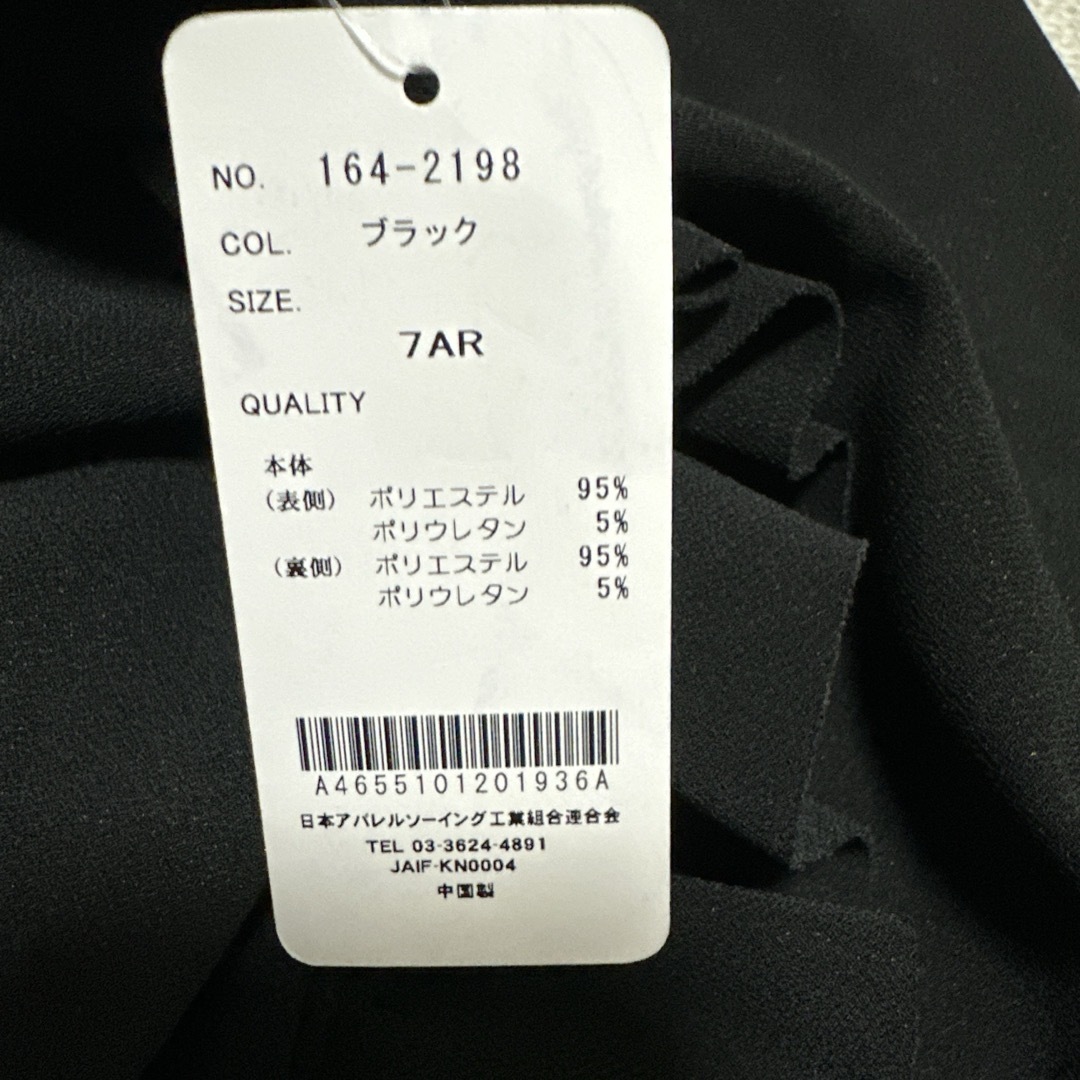 NO. 164-2198
COL. ブラック
SIZE.
7AR
QUALITY
本体
(表側) ポリエステル 95%
ポリウレタン 5%
(裏側) ポリエステル 95%
ポリウレタン 5%
A4655101201936A
日本アパレルソーイング工業組合連合会
TEL 03-3624-4891
JAIF-KN0004
中国製